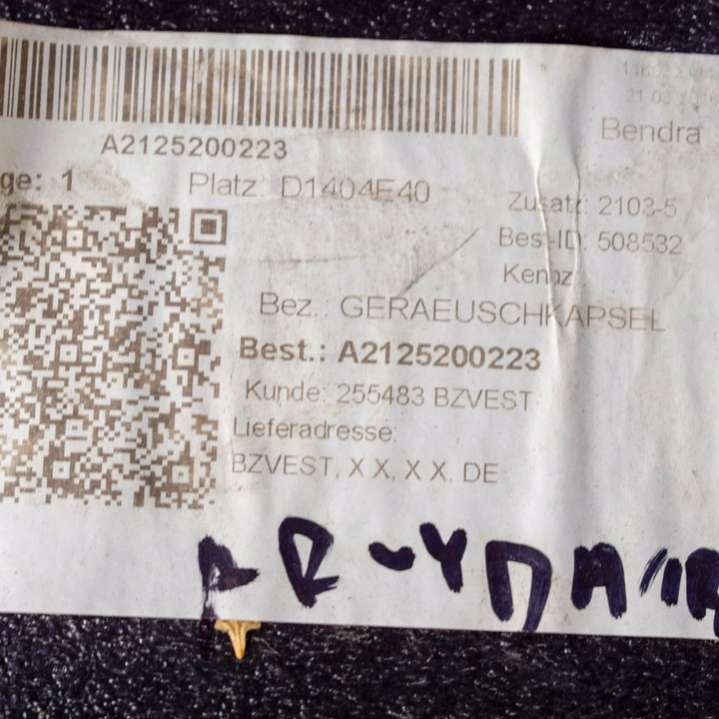 A2125200223
Bendra
ge: 1 Platz: D1404E40
Zusatz: 2103-5
Best-ID: 508532
Kennz
Bez.: GERAEUSCHKAPSEL
Best.: A2125200223
Kunde: 255483 BZVEST
Lieferadresse:
BZVEST, X X, X X, DE